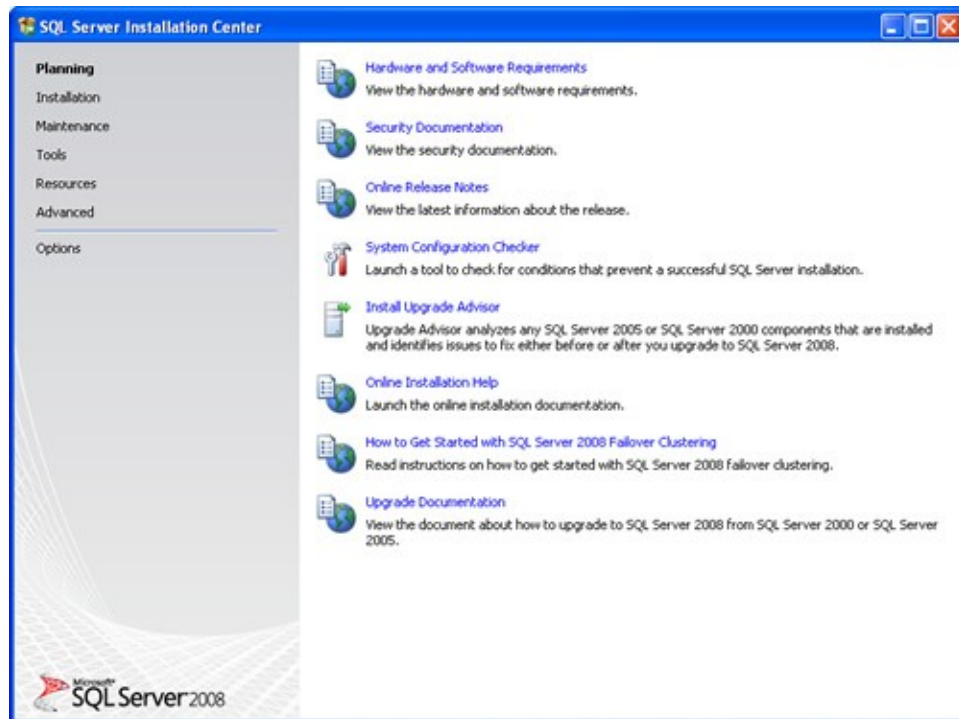 SQL Server Installation Center
Planning
Installation
Maintenance
Tools
Resources
Advanced
Options
Hardware and Software Requirements
View the hardware and software requirements.
Security Documentation
View the security documentation.
Online Release Notes
View the latest information about the release.
System Configuration Checker
Launch a tool to check for conditions that prevent a successful SQL Server installation.
Install Upgrade Advisor
Upgrade Advisor analyzes any SQL Server 2005 or SQL Server 2000 components that are installed
and identifies issues to fix either before or after you upgrade to SQL Server 2008.
Online Installation Help
Launch the online installation documentation.
How to Get Started with SQL Server 2008 Failover Clustering
Read instructions on how to get started with SQL Server 2008 failover clustering.
Upgrade Documentation
View the document about how to upgrade to SQL Server 2008 from SQL Server 2000 or SQL Server
2005.
Microsoft
SQL Server 2008